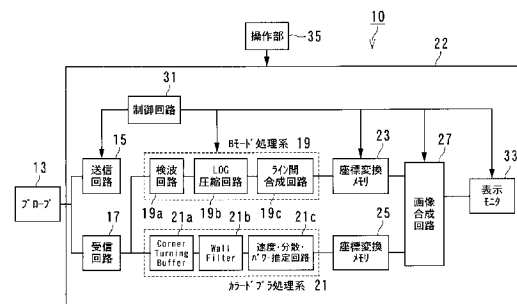 操作部
35
10
22
31
制御回路
Bモード処理系 19
15
送信
回路
検波
回路
19a
LOG
圧縮回路
19b
ライン間
合成回路
19c
23
座標変換
メモリ
27
画像
合成
回路
33
表示
モニタ
13
プローブ
17
受信
回路
21a
Corner
Turning
Buffer
21b
Wall
Filter
21c
速度・分散・
パワー推定回路
25
座標変換
メモリ
カラードプラ処理系 21